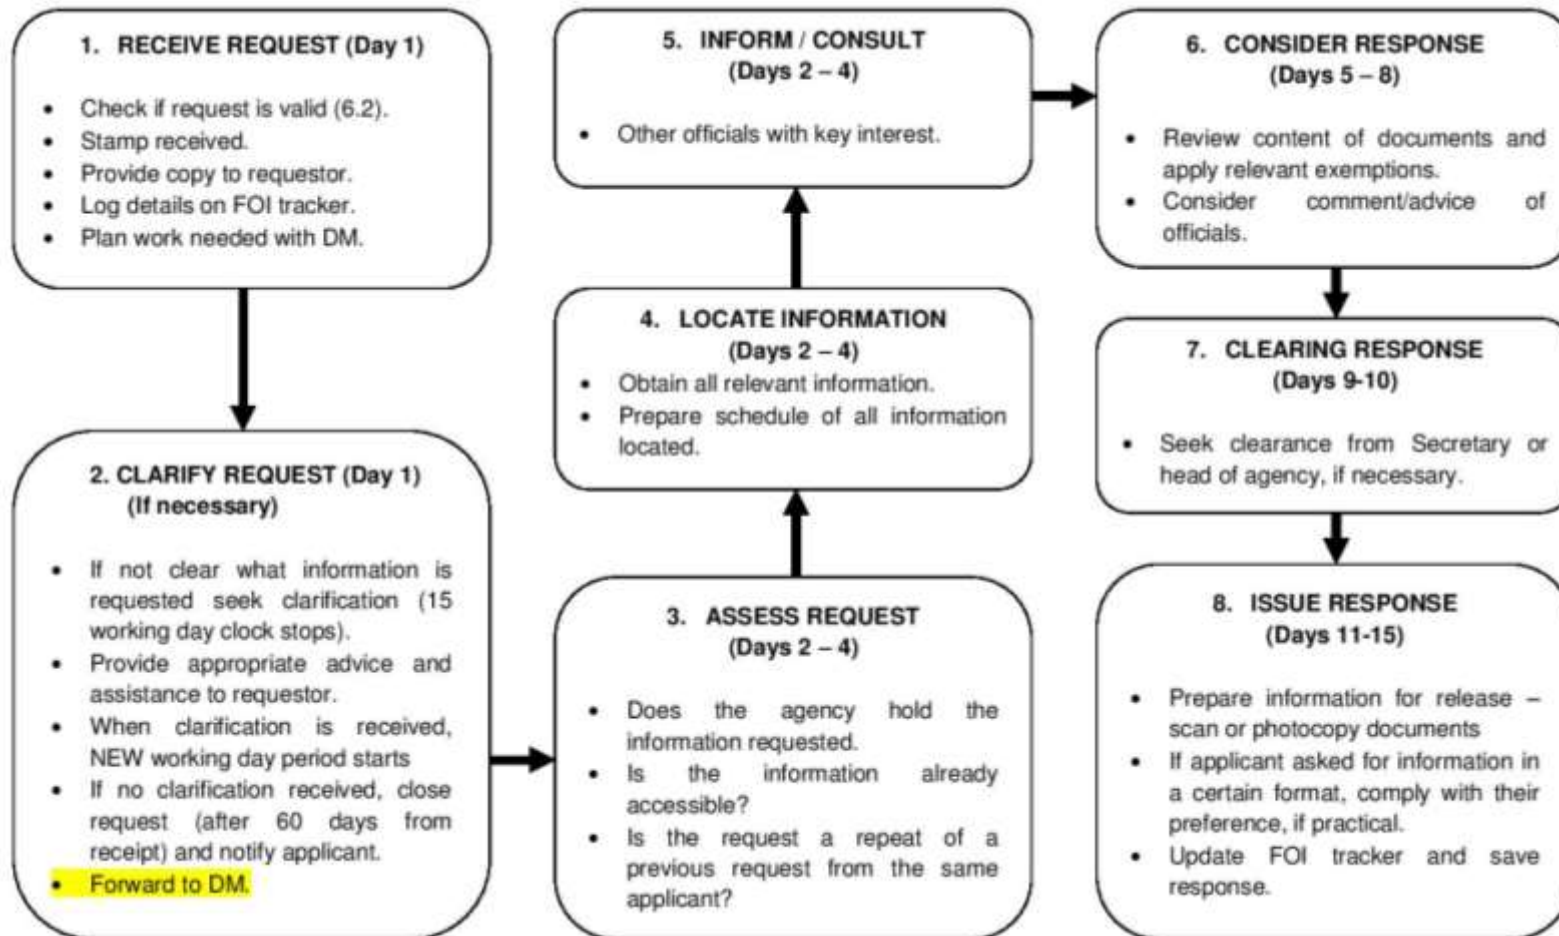 1. RECEIVE REQUEST (Day 1)
• Check if request is valid (6.2).
• Stamp received.
• Provide copy to requestor.
• Log details on FOI tracker.
• Plan work needed with DM.
2. CLARIFY REQUEST (Day 1)
(If necessary)
• If not clear what information is
requested seek clarification (15
working day clock stops).
• Provide appropriate advice and
assistance to requestor.
• When clarification is received,
NEW working day period starts
• If no clarification received, close
request (after 60 days from
receipt) and notify applicant.
• Forward to DM.
3. ASSESS REQUEST
(Days 2 – 4)
• Does the agency hold the
information requested.
• Is the information already
accessible?
• Is the request a repeat of a
previous request from the same
applicant?
4. LOCATE INFORMATION
(Days 2 – 4)
• Obtain all relevant information.
• Prepare schedule of all information
located.
5. INFORM / CONSULT
(Days 2 – 4)
• Other officials with key interest.
6. CONSIDER RESPONSE
(Days 5 – 8)
• Review content of documents and
apply relevant exemptions.
• Consider comment/advice of
officials.
7. CLEARING RESPONSE
(Days 9-10)
• Seek clearance from Secretary or
head of agency, if necessary.
8. ISSUE RESPONSE
(Days 11-15)
• Prepare information for release –
scan or photocopy documents
• If applicant asked for information in
a certain format, comply with their
preference, if practical.
• Update FOI tracker and save
response.